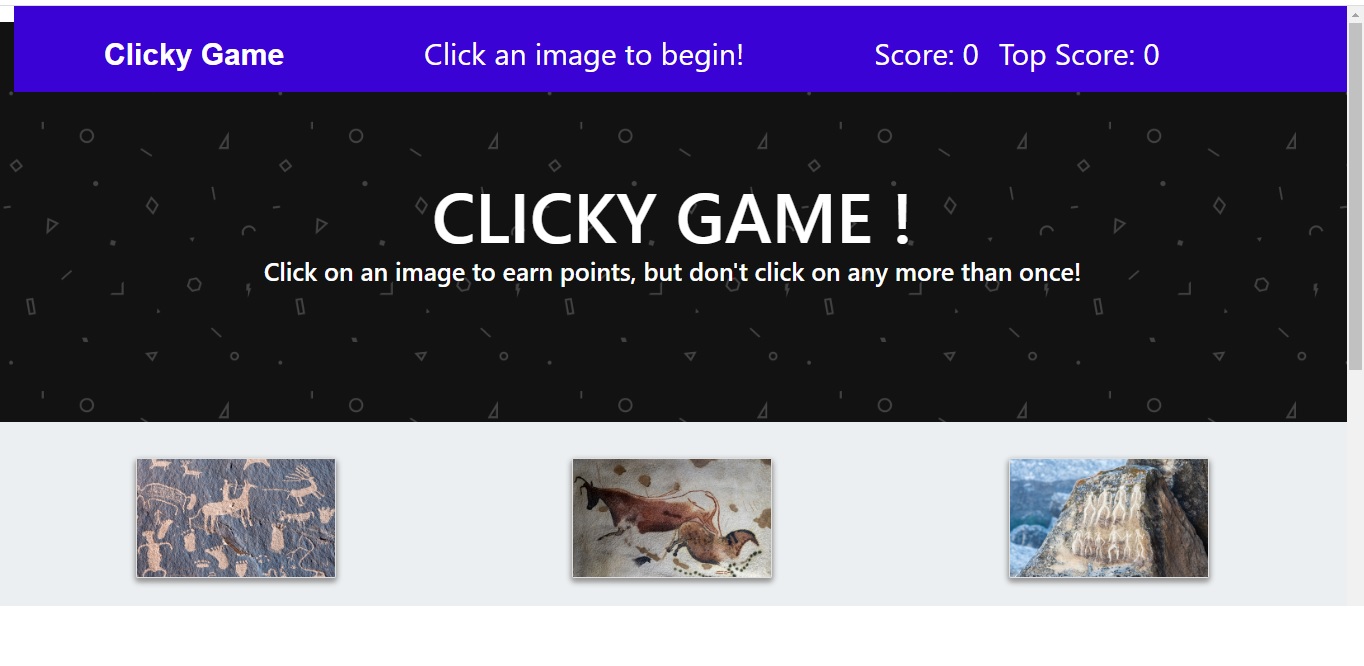 Clicky Game Click an image to begin! Score: 0 Top Score: 0
CLICKY GAME !
Click on an image to earn points, but don't click on any more than once!